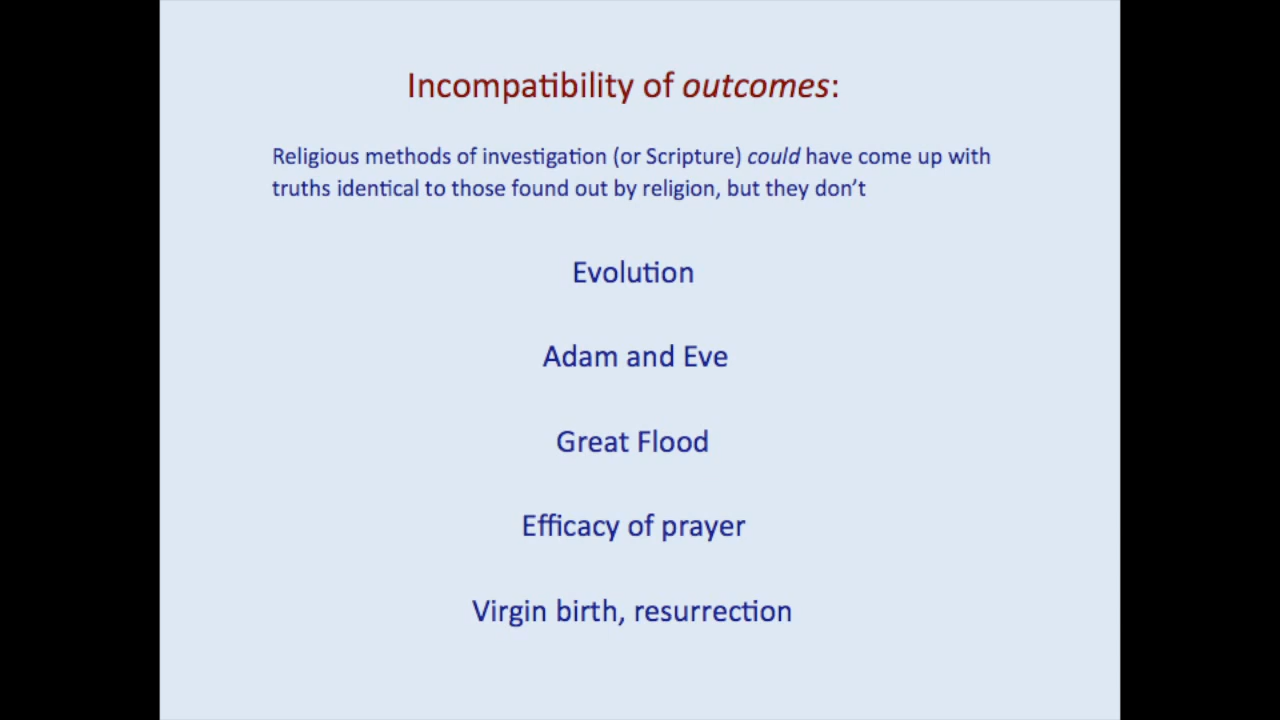 Incompatibility of outcomes:
Religious methods of investigation (or Scripture) could have come up with
truths identical to those found out by religion, but they don’t
Evolution
Adam and Eve
Great Flood
Efficacy of prayer
Virgin birth, resurrection